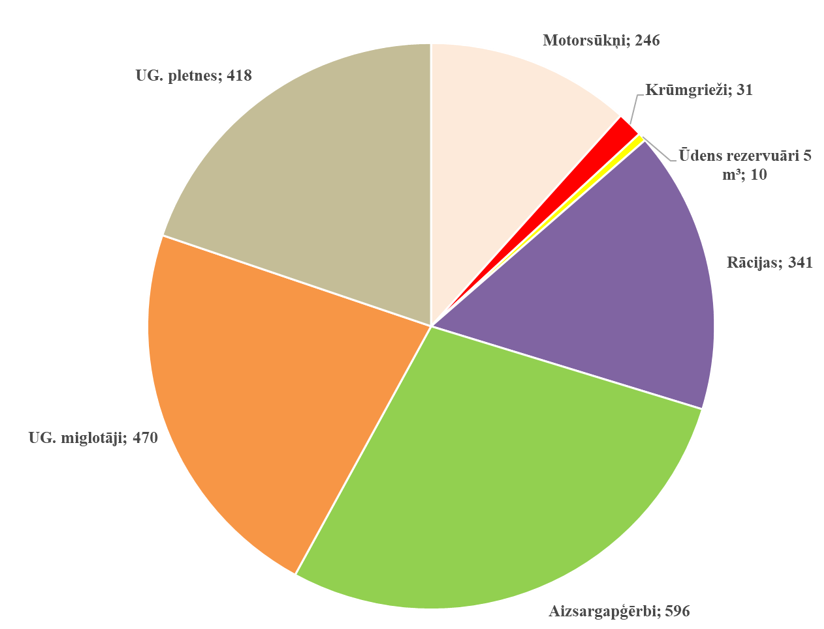 Motorsūkņi; 246
UG. pletnes; 418
Krūmgrieži; 31
Ūdens rezervuāri 5
m³; 10
Rācijas; 341
UG. miglotāji; 470
Aizsargapģērbi; 596